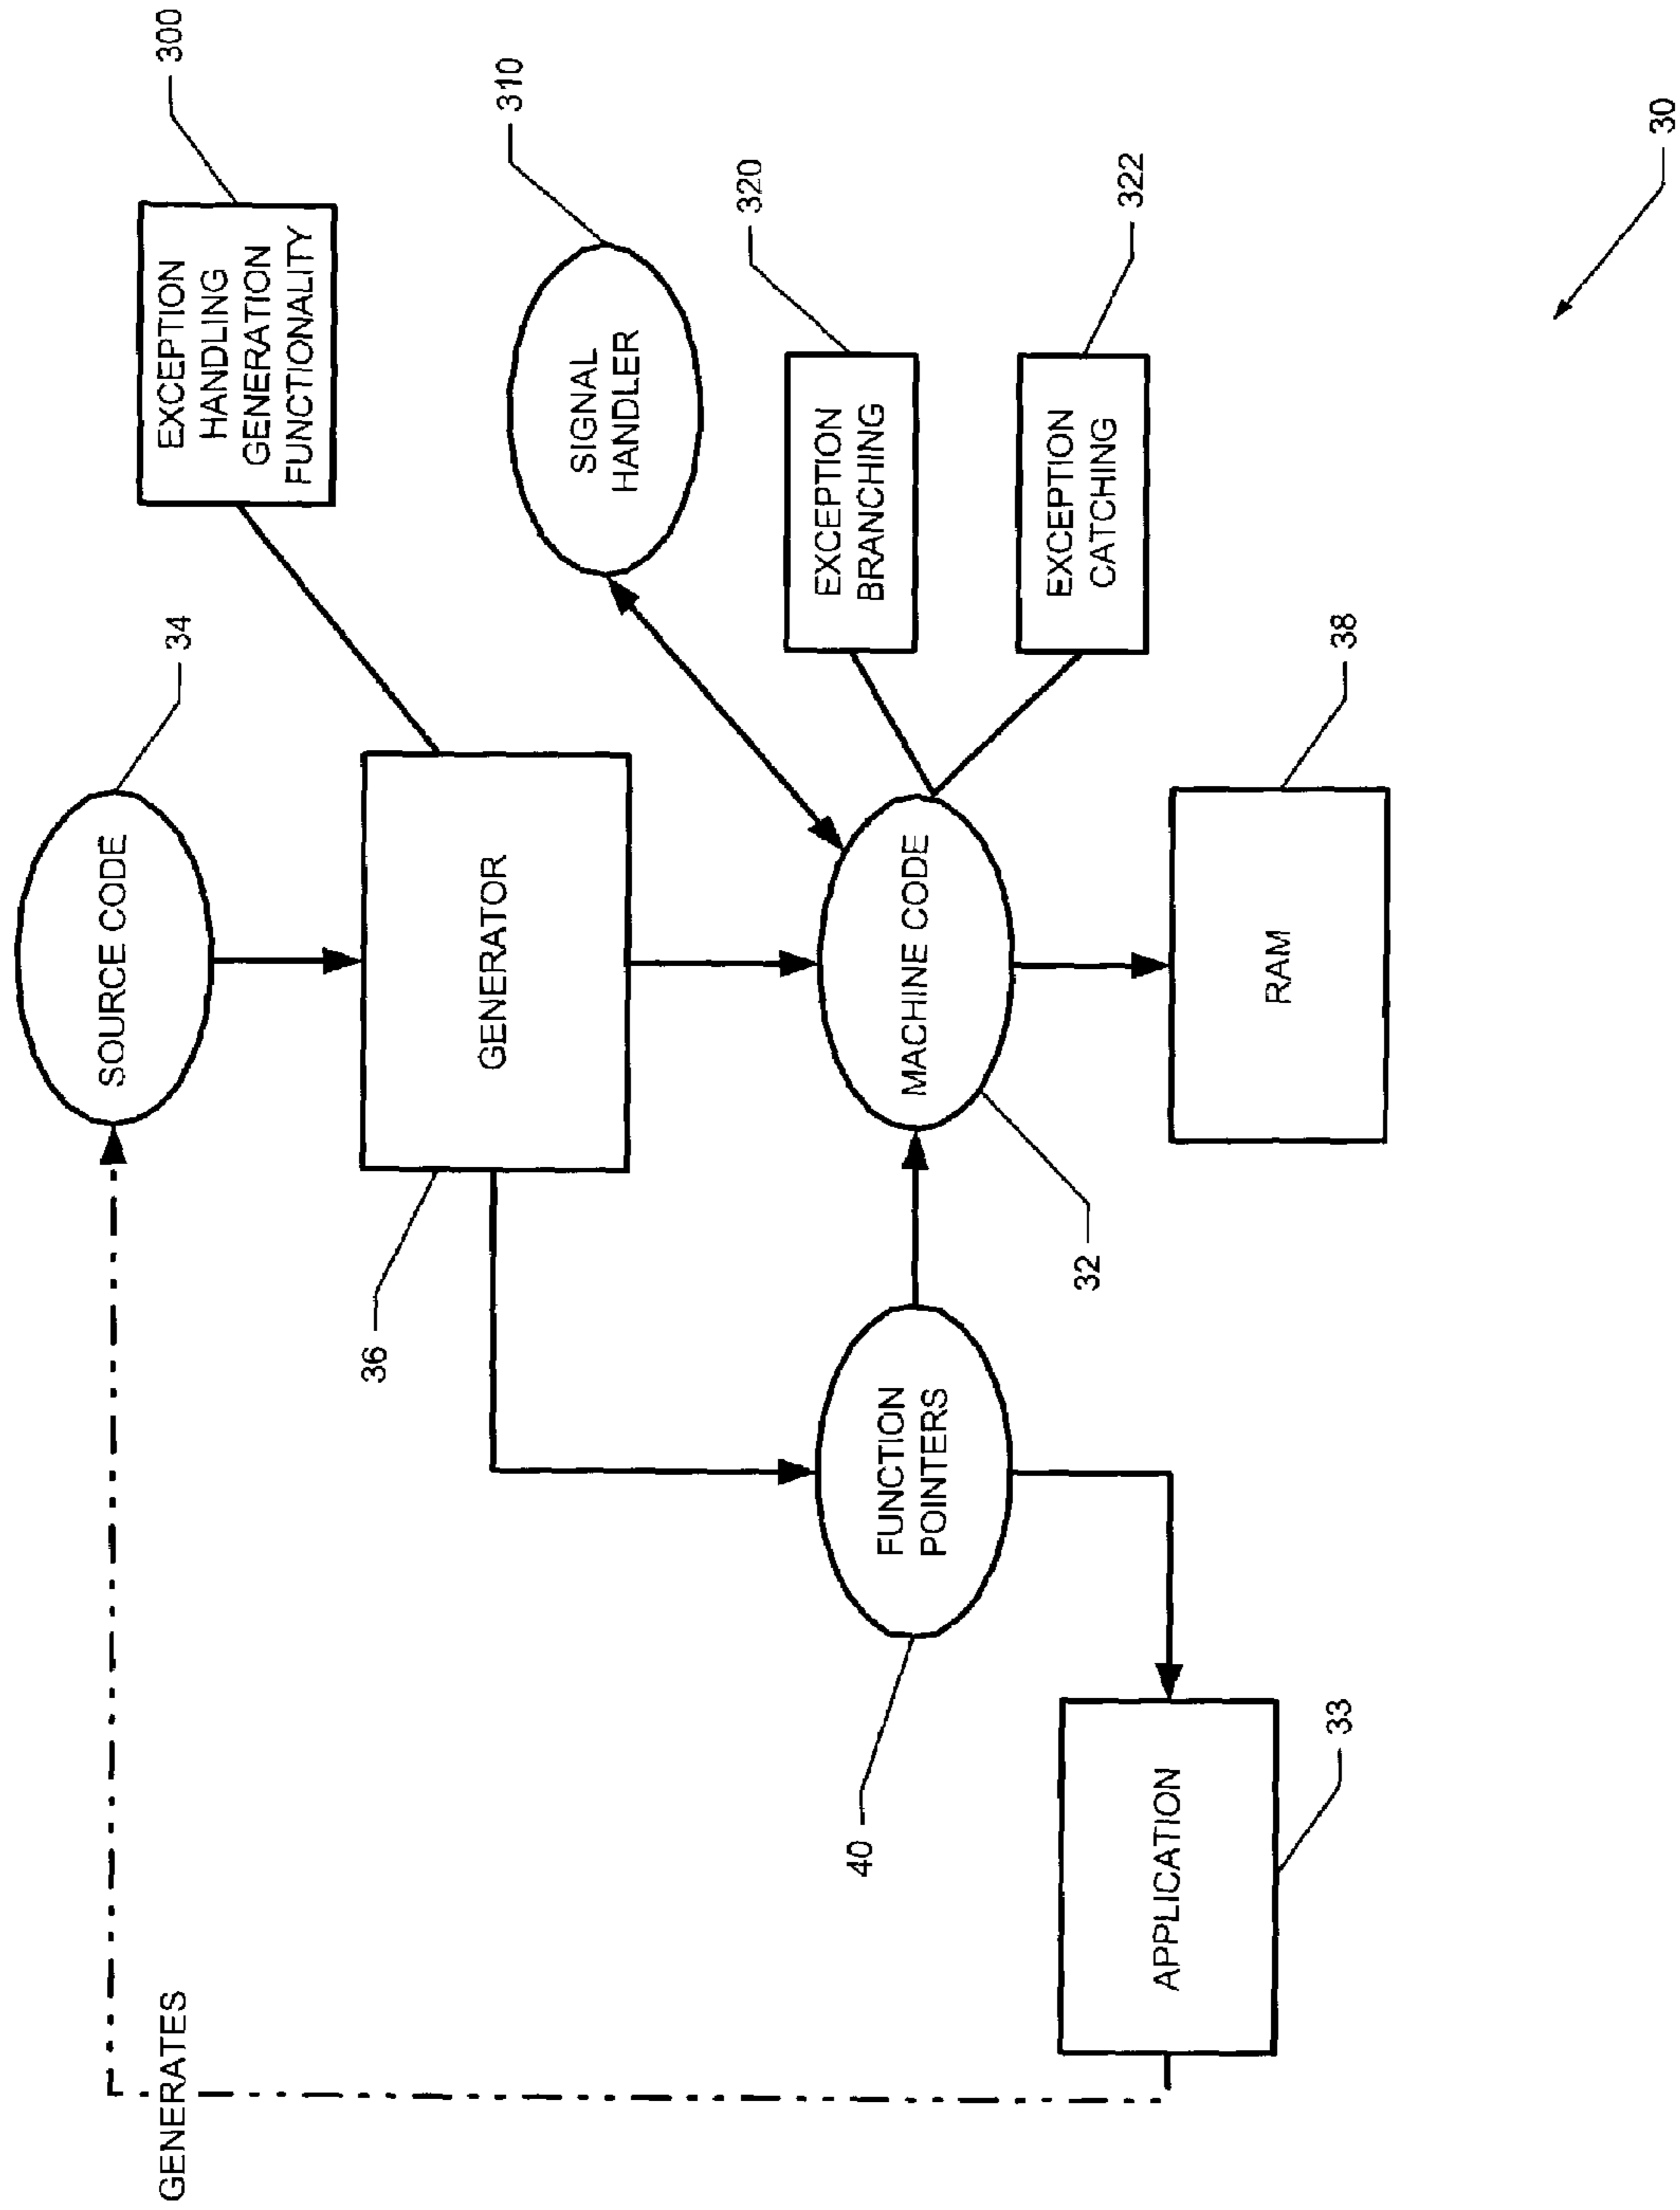 GENERATES
SOURCE CODE
34
300
EXCEPTION
HANDLING
GENERATION
FUNCTIONALITY
36
GENERATOR
310
SIGNAL
HANDLER
40
FUNCTION
POINTERS
32
MACHINE CODE
320
EXCEPTION
BRANCHING
322
EXCEPTION
CATCHING
APPLICATION
33
RAM
38
30